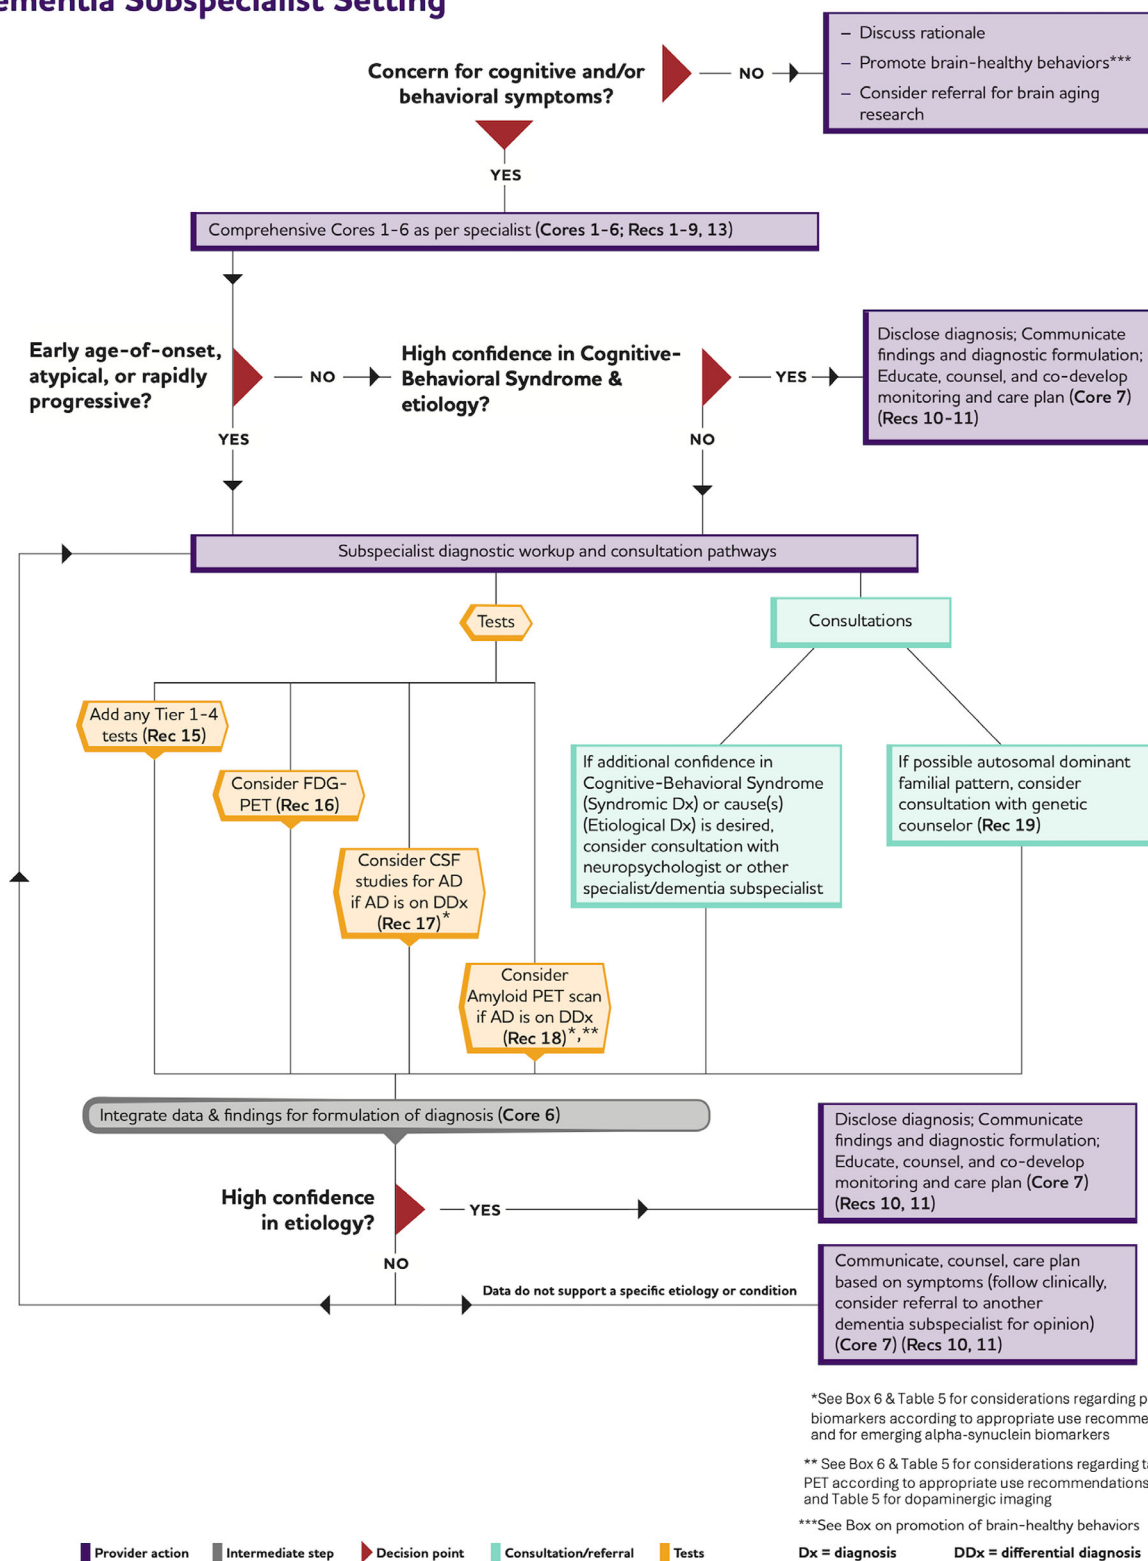 Dementia Subspecialist Setting
Concern for cognitive and/or
behavioral symptoms?
NO
– Discuss rationale
– Promote brain-healthy behaviors***
– Consider referral for brain aging
research
YES
Comprehensive Cores 1-6 as per specialist (Cores 1-6; Recs 1-9, 13)
Early age-of-onset,
atypical, or rapidly
progressive?
NO
High confidence in Cognitive-
Behavioral Syndrome &
etiology?
YES
Disclose diagnosis; Communicate
findings and diagnostic formulation;
Educate, counsel, and co-develop
monitoring and care plan (Core 7)
(Recs 10-11)
YES
NO
Subspecialist diagnostic workup and consultation pathways
Tests
Consultations
Add any Tier 1-4
tests (Rec 15)
Consider FDG-
PET (Rec 16)
Consider CSF
studies for AD
if AD is on DDx
(Rec 17)*
Consider
Amyloid PET scan
if AD is on DDx
(Rec 18)*,**
If additional confidence in
Cognitive-Behavioral Syndrome
(Syndromic Dx) or cause(s)
(Etiological Dx) is desired,
consider consultation with
neuropsychologist or other
specialist/dementia subspecialist
If possible autosomal dominant
familial pattern, consider
consultation with genetic
counselor (Rec 19)
Integrate data & findings for formulation of diagnosis (Core 6)
High confidence
in etiology?
YES
Disclose diagnosis; Communicate
findings and diagnostic formulation;
Educate, counsel, and co-develop
monitoring and care plan (Core 7)
(Recs 10, 11)
NO
Data do not support a specific etiology or condition
Communicate, counsel, care plan
based on symptoms (follow clinically,
consider referral to another
dementia subspecialist for opinion)
(Core 7) (Recs 10, 11)
*See Box 6 & Table 5 for considerations regarding
biomarkers according to appropriate use
and for emerging alpha-synuclein biomarkers
** See Box 6 & Table 5 for considerations regarding
PET according to appropriate use recommendations
and Table 5 for dopaminergic imaging
***See Box on promotion of brain-healthy behaviors
Provider action
Intermediate step
Decision point
Consultation/referral
Tests
Dx = diagnosis
DDx = differential diagnosis